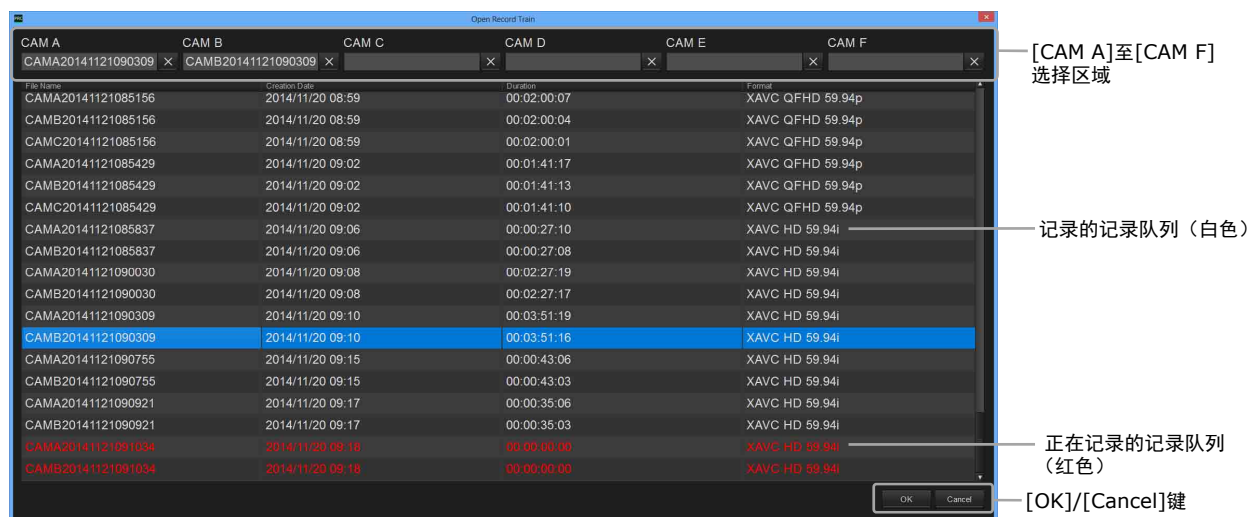 PRO Open Record Train
CAM A CAM B CAM C CAM D CAM E CAM F
CAMA20141121090309 CAMB20141121090309
File Name Creation Date Duration Format
CAMA20141121085156 2014/11/20 08:59 00:02:00:07 XAVC QFHD 59.94p
CAMB20141121085156 2014/11/20 08:59 00:02:00:04 XAVC QFHD 59.94p
CAMC20141121085156 2014/11/20 08:59 00:02:00:01 XAVC QFHD 59.94p
CAMA20141121085429 2014/11/20 09:02 00:01:41:17 XAVC QFHD 59.94p
CAMB20141121085429 2014/11/20 09:02 00:01:41:13 XAVC QFHD 59.94p
CAMC20141121085429 2014/11/20 09:02 00:01:41:10 XAVC QFHD 59.94p
CAMA20141121085837 2014/11/20 09:06 00:00:27:10 XAVC HD 59.94i
CAMB20141121085837 2014/11/20 09:06 00:00:27:08 XAVC HD 59.94i
CAMA20141121090030 2014/11/20 09:08 00:02:27:19 XAVC HD 59.94i
CAMB20141121090030 2014/11/20 09:08 00:02:27:17 XAVC HD 59.94i
CAMA20141121090309 2014/11/20 09:10 00:03:51:19 XAVC HD 59.94i
CAMB20141121090309 2014/11/20 09:10 00:03:51:16 XAVC HD 59.94i
CAMA20141121090755 2014/11/20 09:15 00:00:43:06 XAVC HD 59.94i
CAMB20141121090755 2014/11/20 09:15 00:00:43:03 XAVC HD 59.94i
CAMA20141121090921 2014/11/20 09:17 00:00:35:06 XAVC HD 59.94i
CAMB20141121090921 2014/11/20 09:17 00:00:35:03 XAVC HD 59.94i
CAMA20141121091034 2014/11/20 09:18 00:00:00:00 XAVC HD 59.94i
CAMB20141121091034 2014/11/20 09:18 00:00:00:00 XAVC HD 59.94i
OK Cancel
[CAM A]至[CAM F]
选择区域
记录的记录队列（白色）
正在记录的记录队列
（红色）
[OK]/[Cancel]键